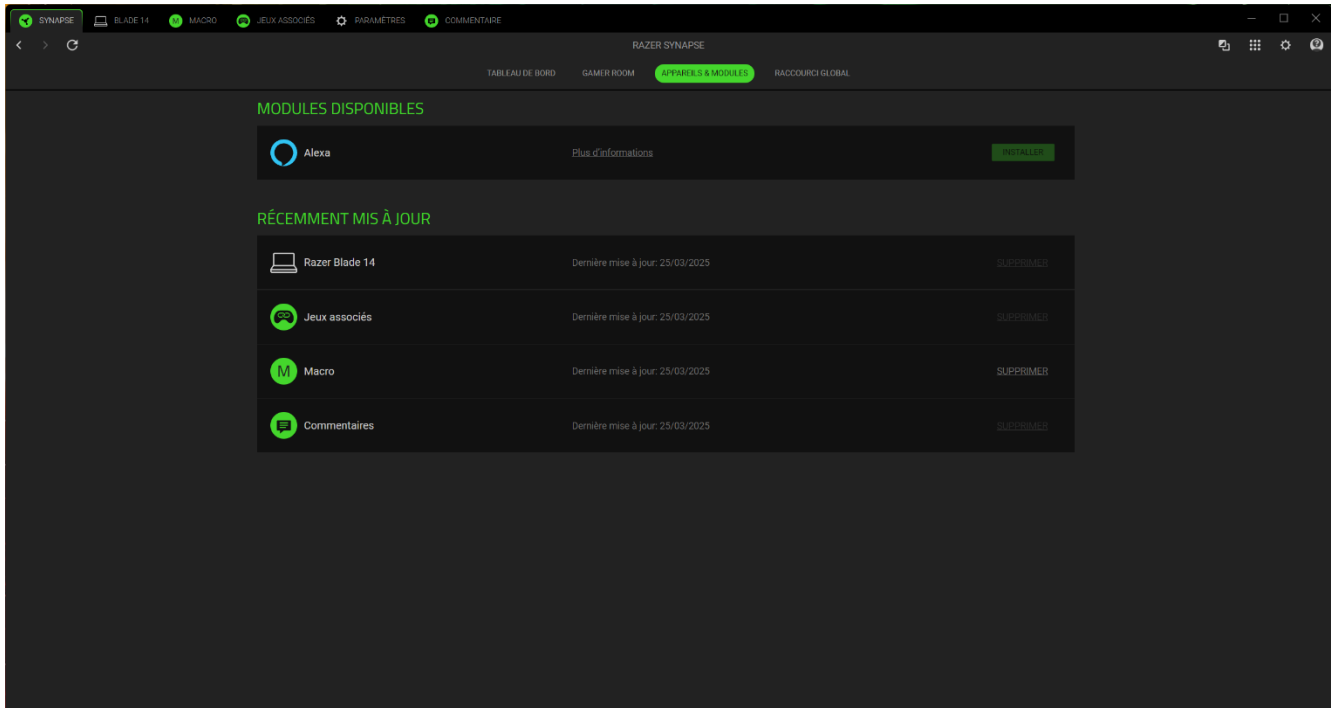 SYNAPSE BLADE 14 MACRO JEUX ASSOCIÉS PARAMÈTRES COMMENTAIRE
RAZER SYNAPSE
TABLEAU DE BORD GAMER ROOM APPAREILS & MODULES RACCOURCI GLOBAL
MODULES DISPONIBLES
Alexa Plus d'informations INSTALLER
RÉCEMMENT MIS À JOUR
Razer Blade 14 Dernière mise à jour: 25/03/2025 SUPPRIMER
Jeux associés Dernière mise à jour: 25/03/2025 SUPPRIMER
M Macro Dernière mise à jour: 25/03/2025 SUPPRIMER
Commentaires Dernière mise à jour: 25/03/2025 SUPPRIMER